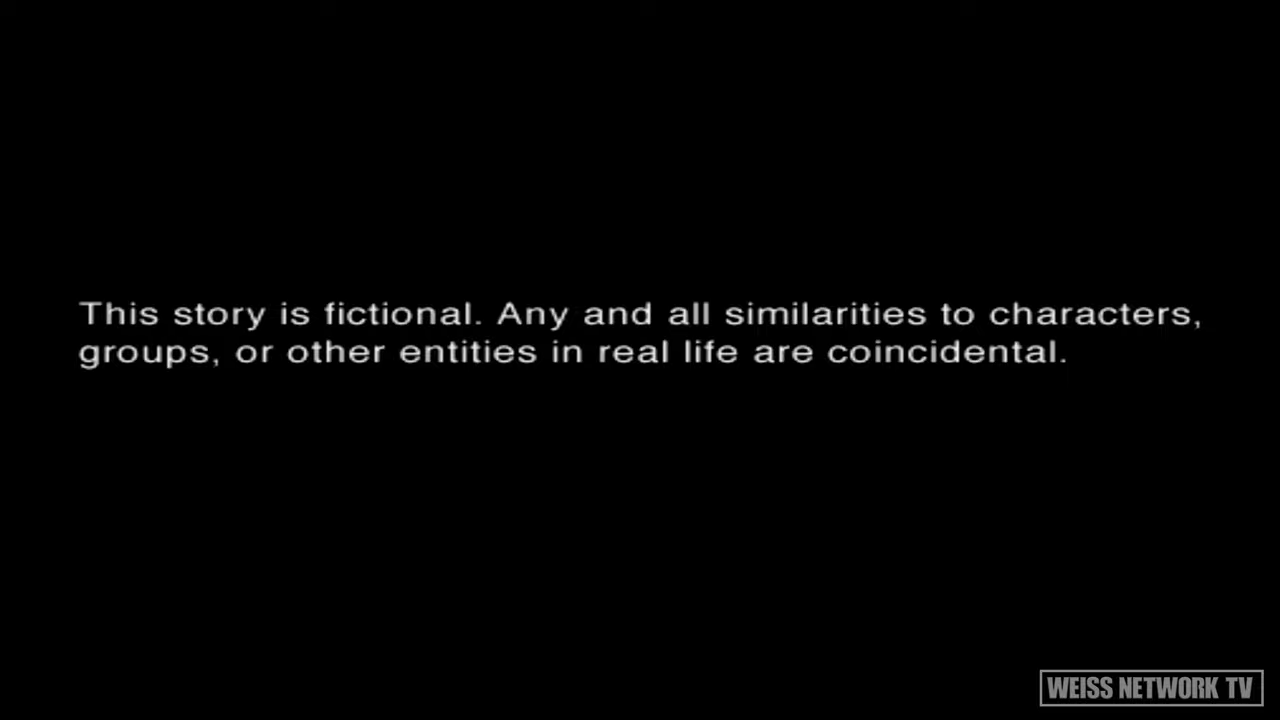 This story is fictional. Any and all similarities to characters,
groups, or other entities in real life are coincidental.
WEISS NETWORK TV